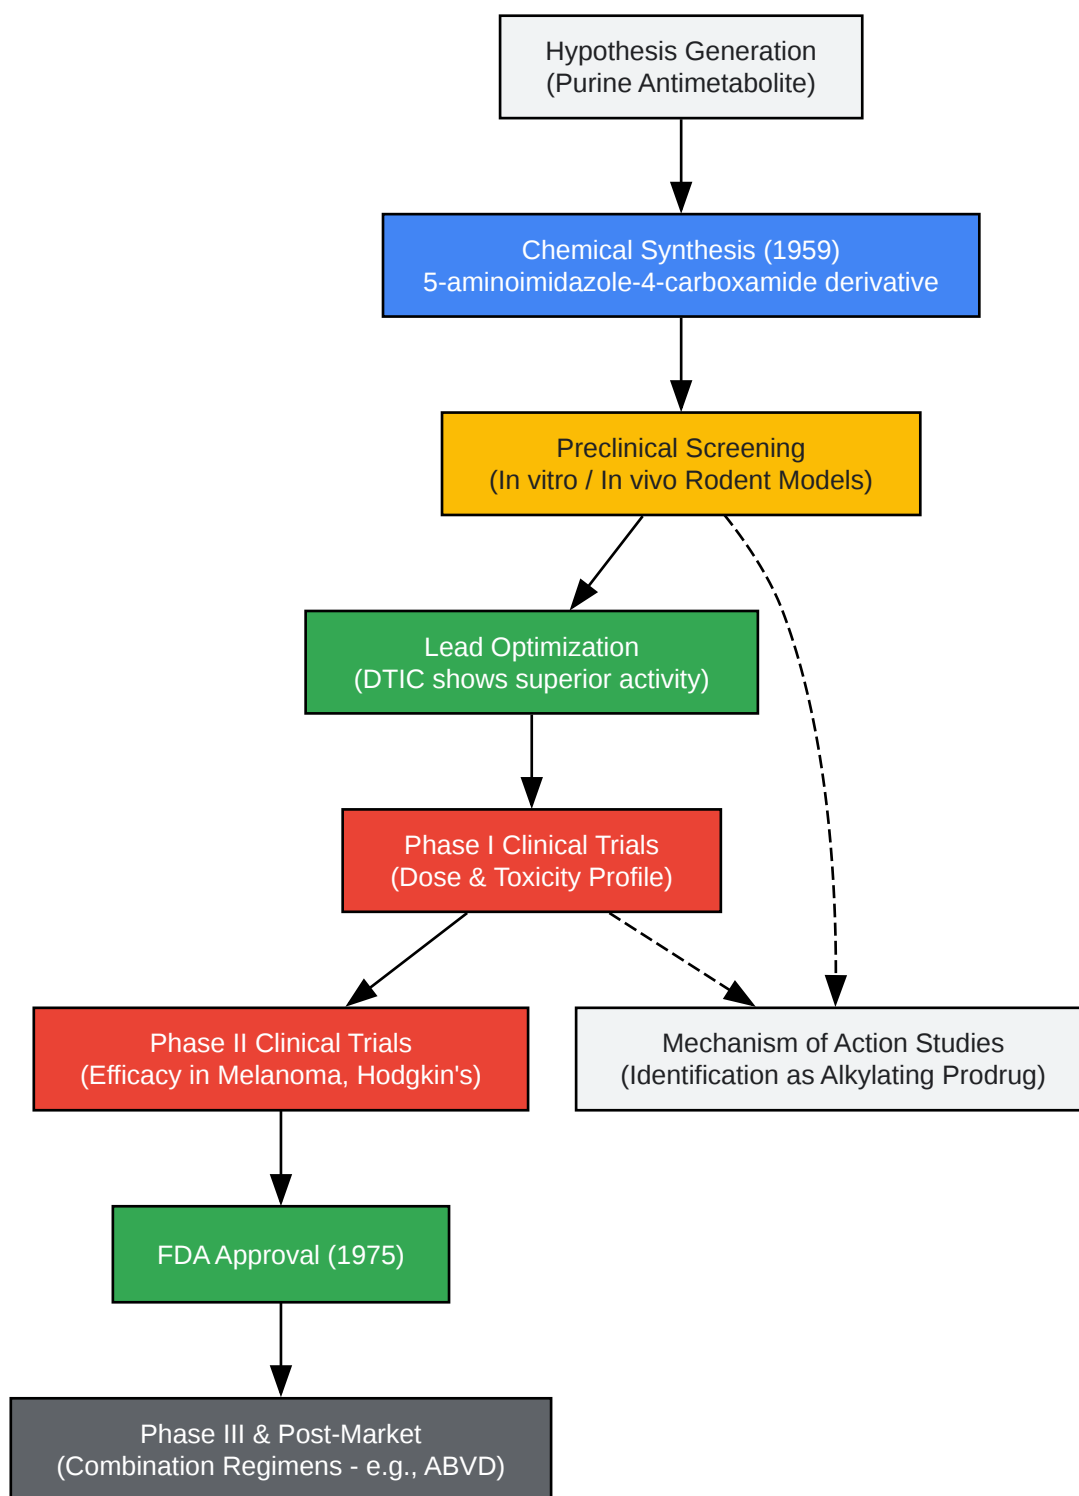 Hypothesis Generation
(Purine Antimetabolite)
Chemical Synthesis (1959)
5-aminoimidazole-4-carboxamide derivative
Preclinical Screening
(In vitro / In vivo Rodent Models)
Lead Optimization
(DTIC shows superior activity)
Phase I Clinical Trials
(Dose & Toxicity Profile)
Phase II Clinical Trials
(Efficacy in Melanoma, Hodgkin's)
Mechanism of Action Studies
(Identification as Alkylating Prodrug)
FDA Approval (1975)
Phase III & Post-Market
(Combination Regimens - e.g., ABVD)